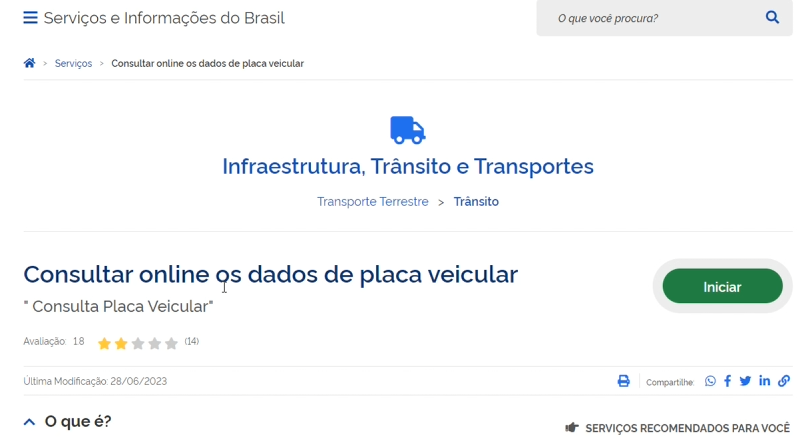 Serviços e Informações do Brasil
O que você procura?
> Serviços > Consultar online os dados de placa veicular
Infraestrutura, Trânsito e Transportes
Transporte Terrestre > Trânsito
Consultar online os dados de placa veicular
Iniciar
" Consulta Placa Veicular"
Avaliação: 1.8 (14)
Última Modificação: 28/06/2023
Compartilhe:
O que é?
SERVIÇOS RECOMENDADOS PARA VOCÊ